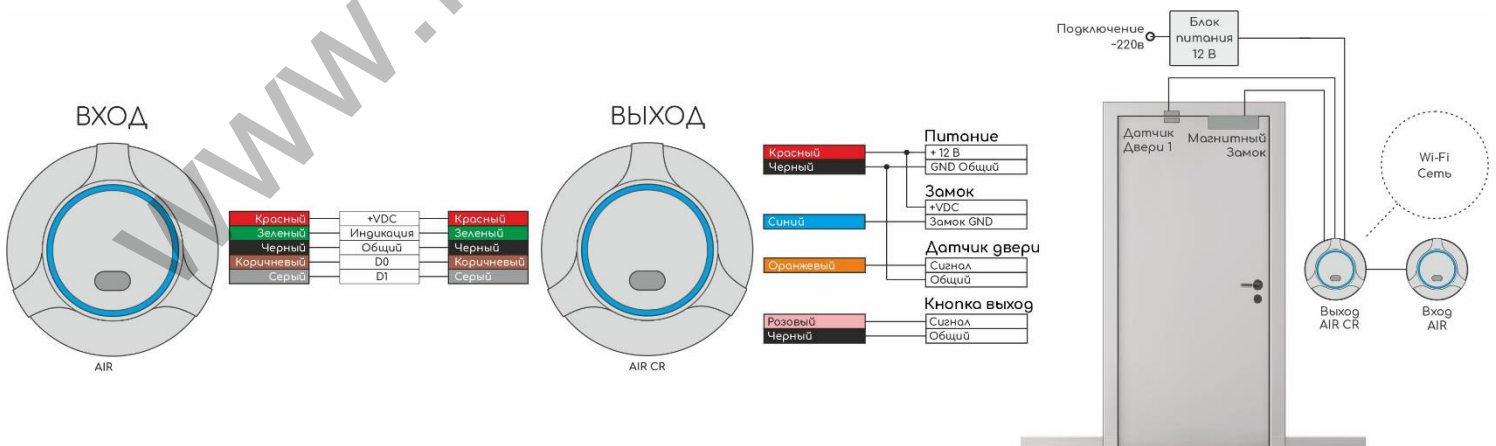 ВХОД
AIR
Красный +VDC Красный
Зеленый Индикация Зеленый
Черный Общий Черный
Коричневый D0 Коричневый
Серый D1 Серый
ВЫХОД
AIR CR
Питание
Красный + 12 В
Черный GND Общий
Замок
+VDC
Синий Замок GND
Датчик двери
Оранжевый Сигнал
Общий
Кнопка выход
Розовый Сигнал
Черный Общий
Подключение
~220в
Блок
питания
12 В
Датчик
Двери 1
Магнитный
Замок
Wi-Fi
Сеть
Выход
AIR CR
Вход
AIR
www.